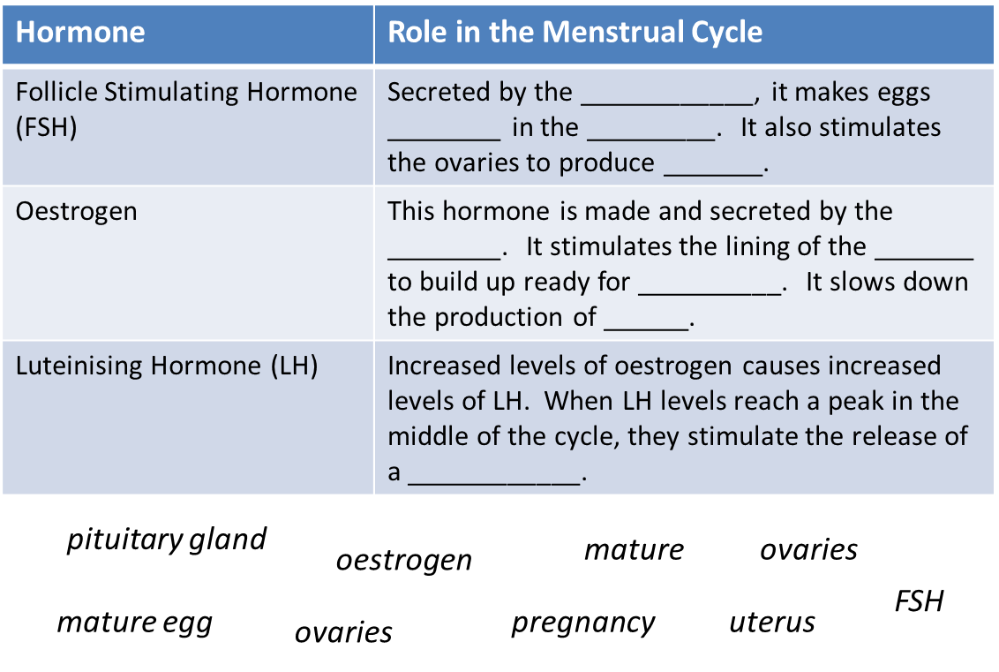 Hormone
Role in the Menstrual Cycle
Follicle Stimulating Hormone
(FSH)
Secreted by the ____________, it makes eggs
________ in the _________. It also stimulates
the ovaries to produce _______.
Oestrogen
This hormone is made and secreted by the
________. It stimulates the lining of the _______
to build up ready for __________. It slows down
the production of ______.
Luteinising Hormone (LH)
Increased levels of oestrogen causes increased
levels of LH. When LH levels reach a peak in the
middle of the cycle, they stimulate the release of
a ____________.
pituitary gland
oestrogen
mature
ovaries
FSH
mature egg
ovaries
pregnancy
uterus